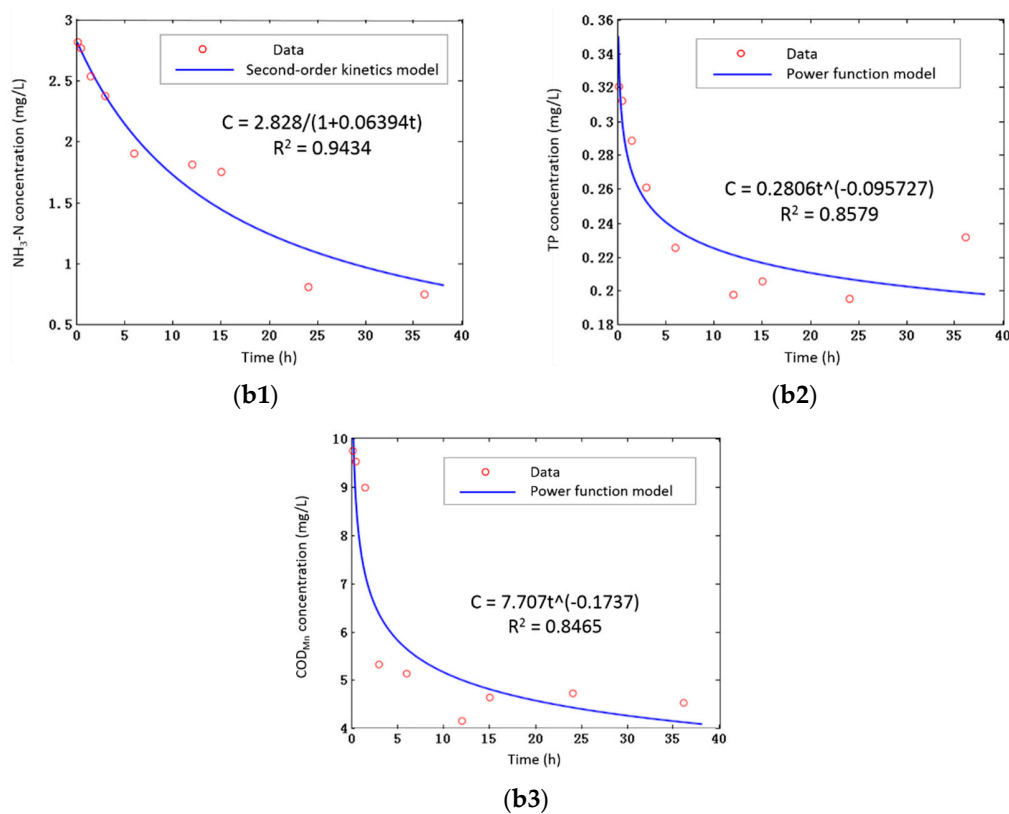 3
2.5
2
1.5
1
0.5
0
5
10
15
20
25
30
35
40
NH₃-N concentration (mg/L)
Time (h)
Data
Second-order kinetics model
C = 2.828/(1+0.06394t)
R² = 0.9434
(b1)
0.36
0.34
0.32
0.3
0.28
0.26
0.24
0.22
0.2
0.18
0
5
10
15
20
25
30
35
40
TP concentration (mg/L)
Time (h)
Data
Power function model
C = 0.2806t^(-0.095727)
R² = 0.8579
(b2)
10
9
8
7
6
5
4
0
5
10
15
20
25
30
35
40
COD_Mn concentration (mg/L)
Time (h)
Data
Power function model
C = 7.707t^(-0.1737)
R² = 0.8465
(b3)